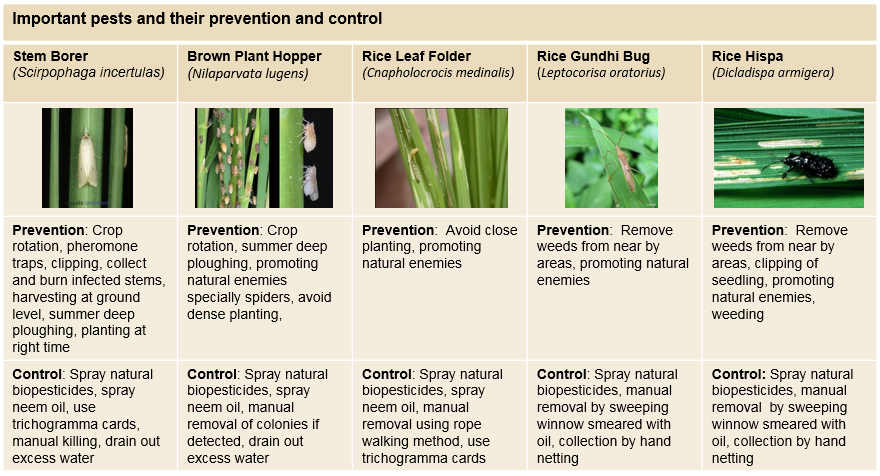 Important pests and their prevention and control
Stem Borer
(Scirpophaga incertulas)
Brown Plant Hopper
(Nilaparvata lugens)
Rice Leaf Folder
(Cnapholocrocis medinalis)
Rice Gundhi Bug
(Leptocorisa oratorius)
Rice Hispa
(Dicladispa armigera)
Prevention: Crop
rotation, pheromone
traps, clipping, collect
and burn infected stems,
harvesting at ground
level, summer deep
ploughing, planting at
right time
Prevention: Crop
rotation, summer deep
ploughing, promoting
natural enemies
specially spiders, avoid
dense planting,
Prevention: Avoid close
planting, promoting
natural enemies
Prevention: Remove
weeds from near by
areas, promoting natural
enemies
Prevention: Remove
weeds from near by
areas, clipping of
seedling, promoting
natural enemies,
weeding
Control: Spray natural
biopesticides, spray
neem oil, use
trichogramma cards,
manual killing, drain out
excess water
Control: Spray natural
biopesticides, spray
neem oil, manual
removal of colonies if
detected, drain out
excess water
Control: Spray natural
biopesticides, spray
neem oil, manual
removal using rope
walking method, use
trichogramma cards
Control: Spray natural
biopesticides, manual
removal by sweeping
winnow smeared with
oil, collection by hand
netting
Control: Spray natural
biopesticides, manual
removal by sweeping
winnow smeared with
oil, collection by hand
netting